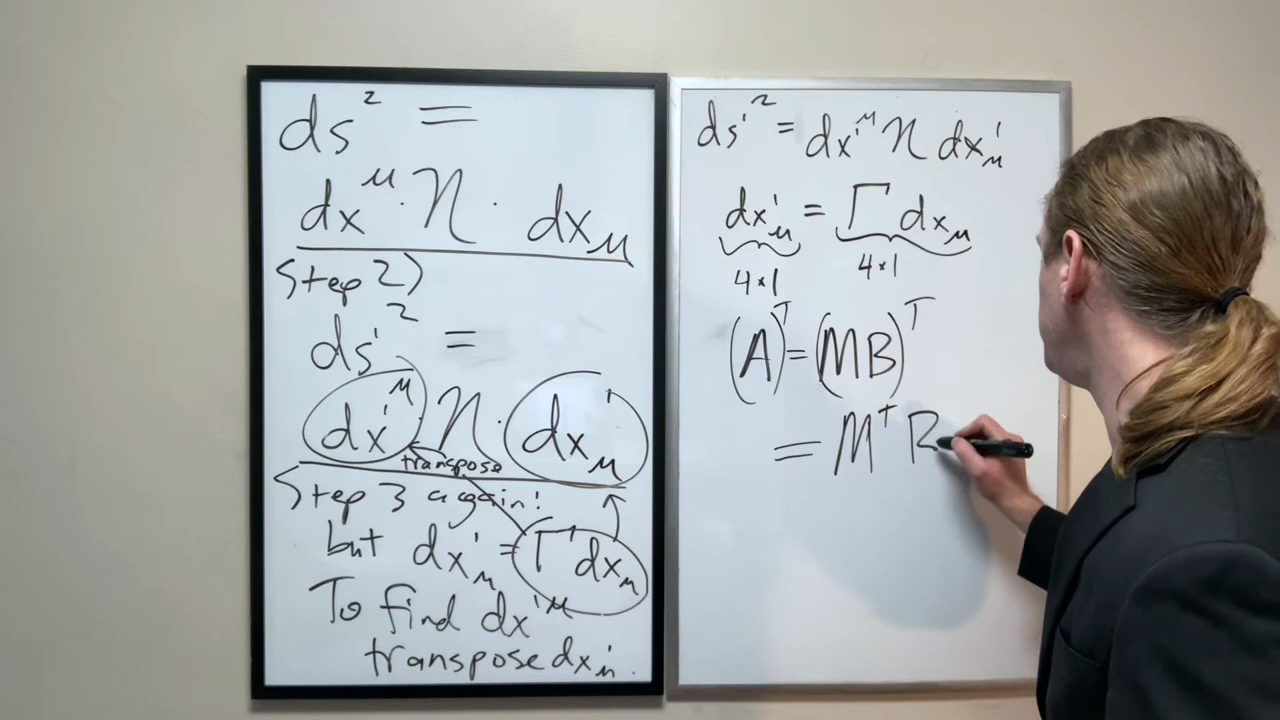 ds² =
dx^μ · η · dx_μ
Step 2)
ds'² =
dx'^μ η · dx'_μ
transpose
Step 3 again!
but dx'_μ = Γ dx_μ
To find dx'^μ
transpose dx'_μ.
ds'² = dx'^μ η dx'_μ
dx'_μ = Γ dx_μ
4×1 4×1
(A)^T = (MB)^T
= M^T B